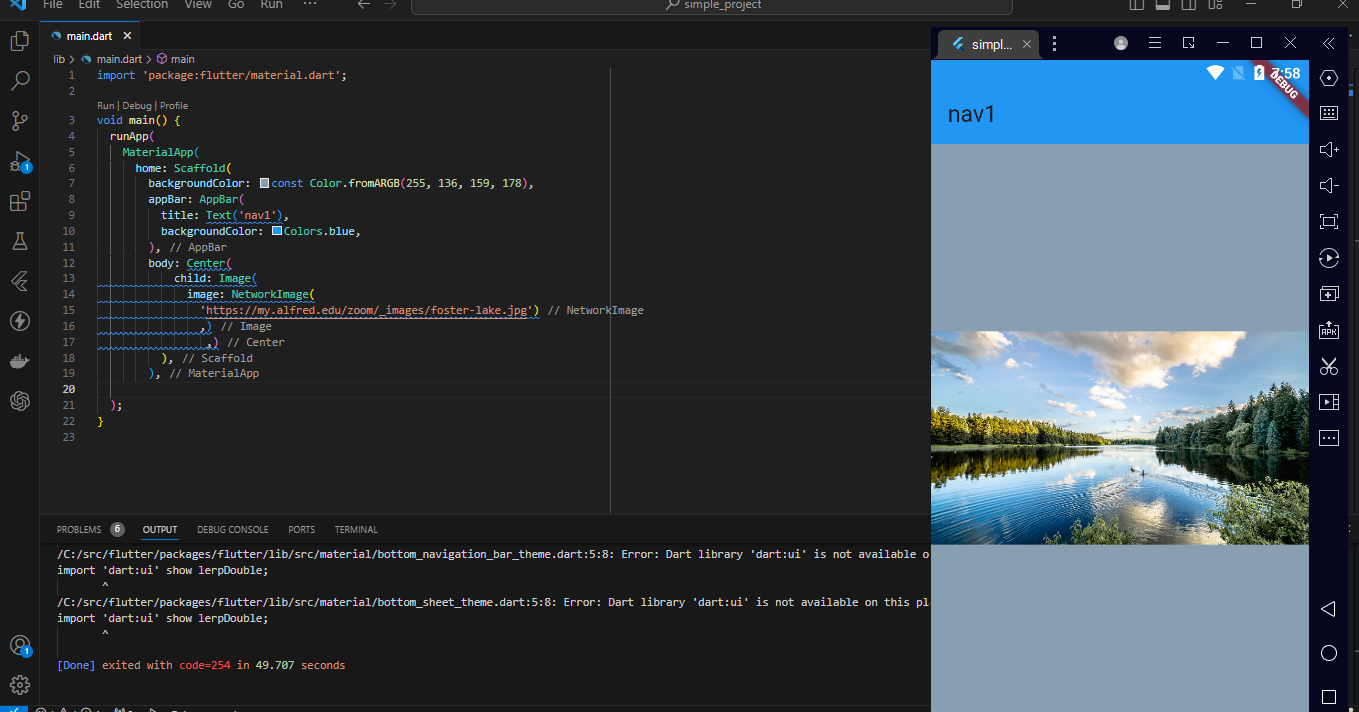 File Edit Selection View Go Run ··· simple_project
main.dart
lib > main.dart > main
1 import 'package:flutter/material.dart';
2
Run | Debug | Profile
3 void main() {
4 runApp(
5 MaterialApp(
6 home: Scaffold(
7 backgroundColor: const Color.fromARGB(255, 136, 159, 178),
8 appBar: AppBar(
9 title: Text('nav1'),
10 backgroundColor: Colors.blue,
11 ), // AppBar
12 body: Center(
13 child: Image(
14 image: NetworkImage(
15 'https://my.alfred.edu/zoom/_images/foster-lake.jpg') // NetworkImage
16 ,) // Image
17 ,) // Center
18 ), // Scaffold
19 ), // MaterialApp
20
21 );
22 }
23
PROBLEMS 6 OUTPUT DEBUG CONSOLE PORTS TERMINAL
/C:/src/flutter/packages/flutter/lib/src/material/bottom_navigation_bar_theme.dart:5:8: Error: Dart library 'dart:ui' is not available o
import 'dart:ui' show lerpDouble;
^
/C:/src/flutter/packages/flutter/lib/src/material/bottom_sheet_theme.dart:5:8: Error: Dart library 'dart:ui' is not available on this pl
import 'dart:ui' show lerpDouble;
^
[Done] exited with code=254 in 49.707 seconds
1
1
simpl...
7:58
DEBUG
nav1
APK